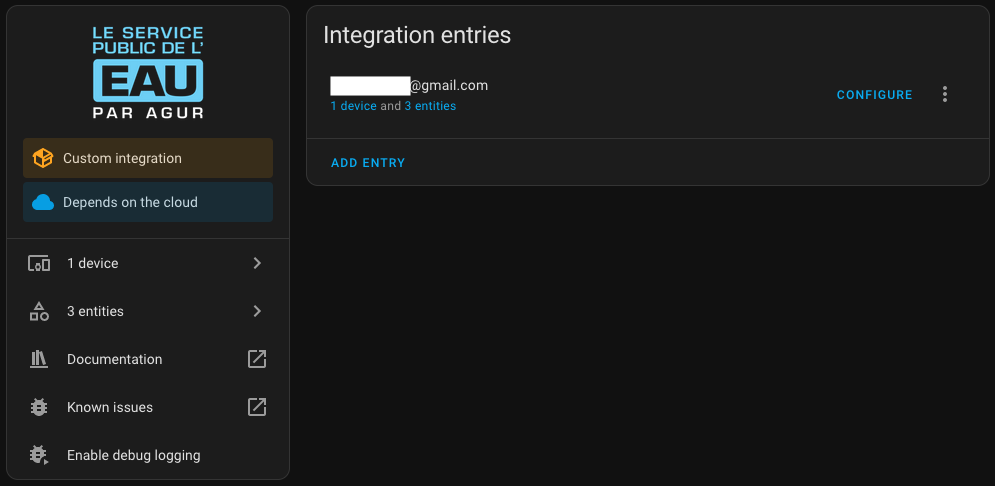 LE SERVICE
PUBLIC DE L'
EAU
PAR AGUR
Custom integration
Depends on the cloud
1 device
3 entities
Documentation
Known issues
Enable debug logging
Integration entries
@gmail.com
1 device and 3 entities
CONFIGURE
ADD ENTRY